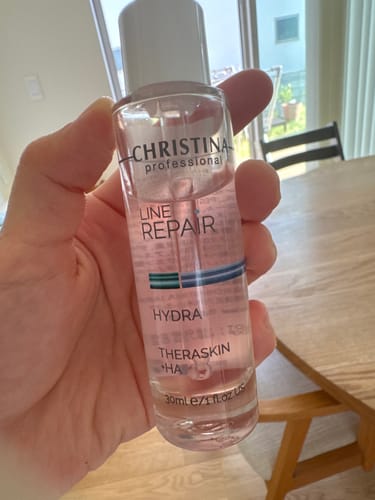 CHRISTINA
professional
LINE
REPAIR
HYDRA
THERASKIN
+HA
30ml e/1 fl.oz US